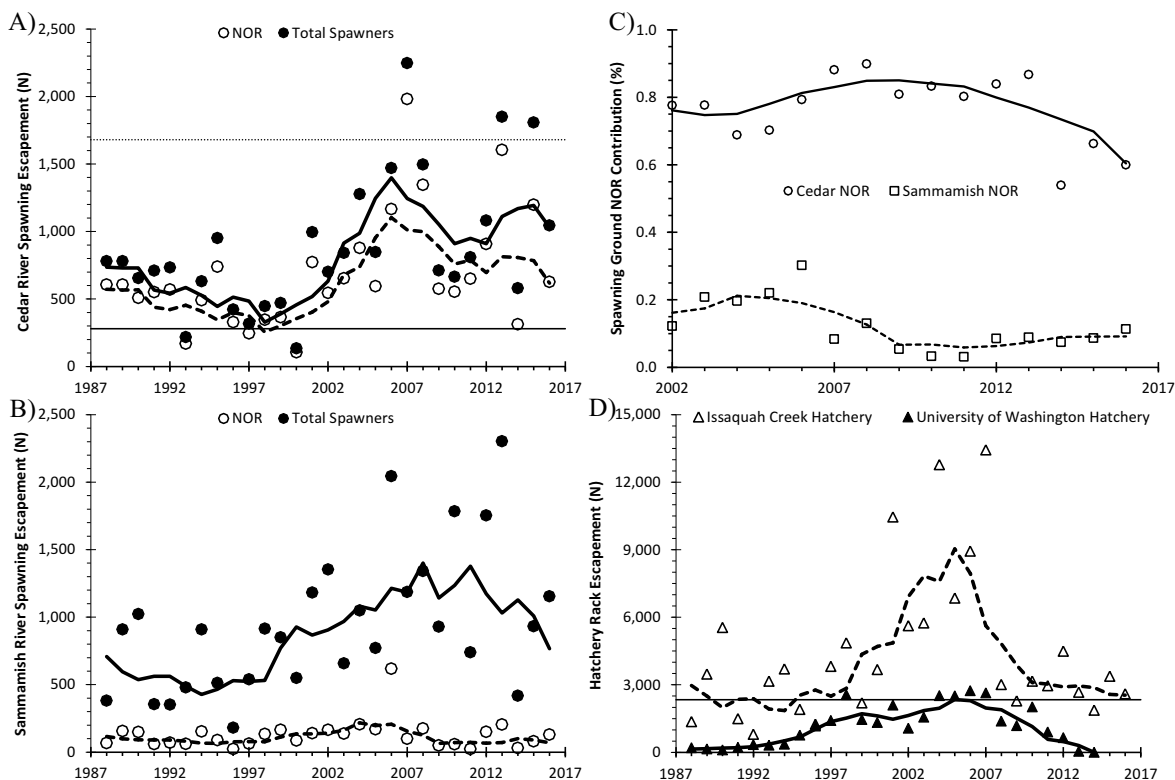 A)
NOR Total Spawners
Cedar River Spawning Escapement (N)
2,500
2,000
1,500
1,000
500
0
1987 1992 1997 2002 2007 2012 2017
B)
NOR Total Spawners
Sammamish River Spawning Escapement (N)
2,500
2,000
1,500
1,000
500
0
1987 1992 1997 2002 2007 2012 2017
C)
Spawning Ground NOR Contribution (%)
1.0
0.8
0.6
0.4
0.2
0.0
Cedar NOR Sammamish NOR
2002 2007 2012 2017
D)
Issaquah Creek Hatchery University of Washington Hatchery
Hatchery Rack Escapement (N)
15,000
12,000
9,000
6,000
3,000
0
1987 1992 1997 2002 2007 2012 2017